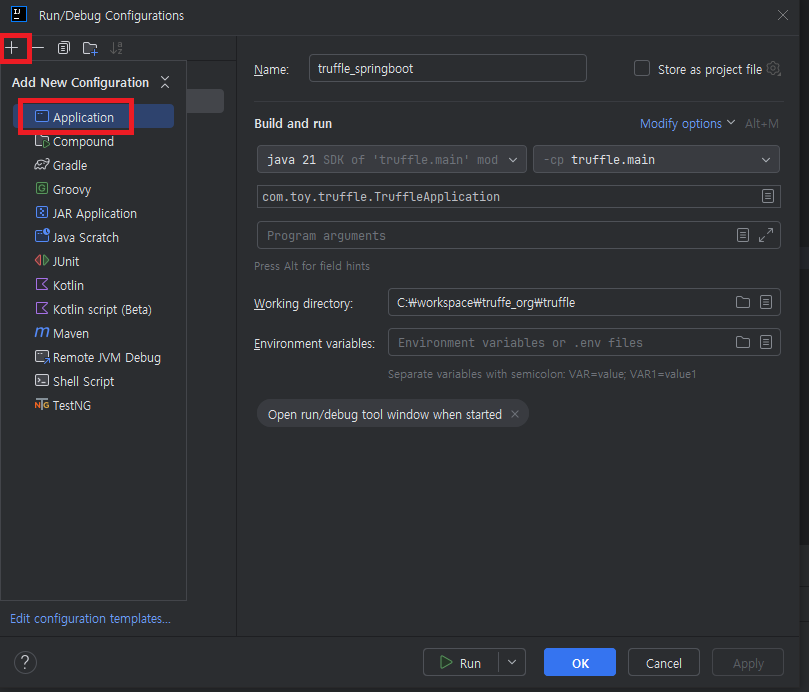 Run/Debug Configurations
Add New Configuration
Application
Compound
Gradle
Groovy
JAR Application
Java Scratch
JUnit
Kotlin
Kotlin script (Beta)
Maven
Remote JVM Debug
Shell Script
TestNG
Edit configuration templates...
Name: truffle_springboot
Store as project file
Build and run
Modify options Alt+M
java 21 SDK of 'truffle.main' mod
-cp truffle.main
com.toy.truffle.TruffleApplication
Program arguments
Press Alt for field hints
Working directory: C:₩workspace₩truffe_org₩truffle
Environment variables: Environment variables or .env files
Separate variables with semicolon: VAR=value; VAR1=value1
Open run/debug tool window when started ×
? Run OK Cancel Apply